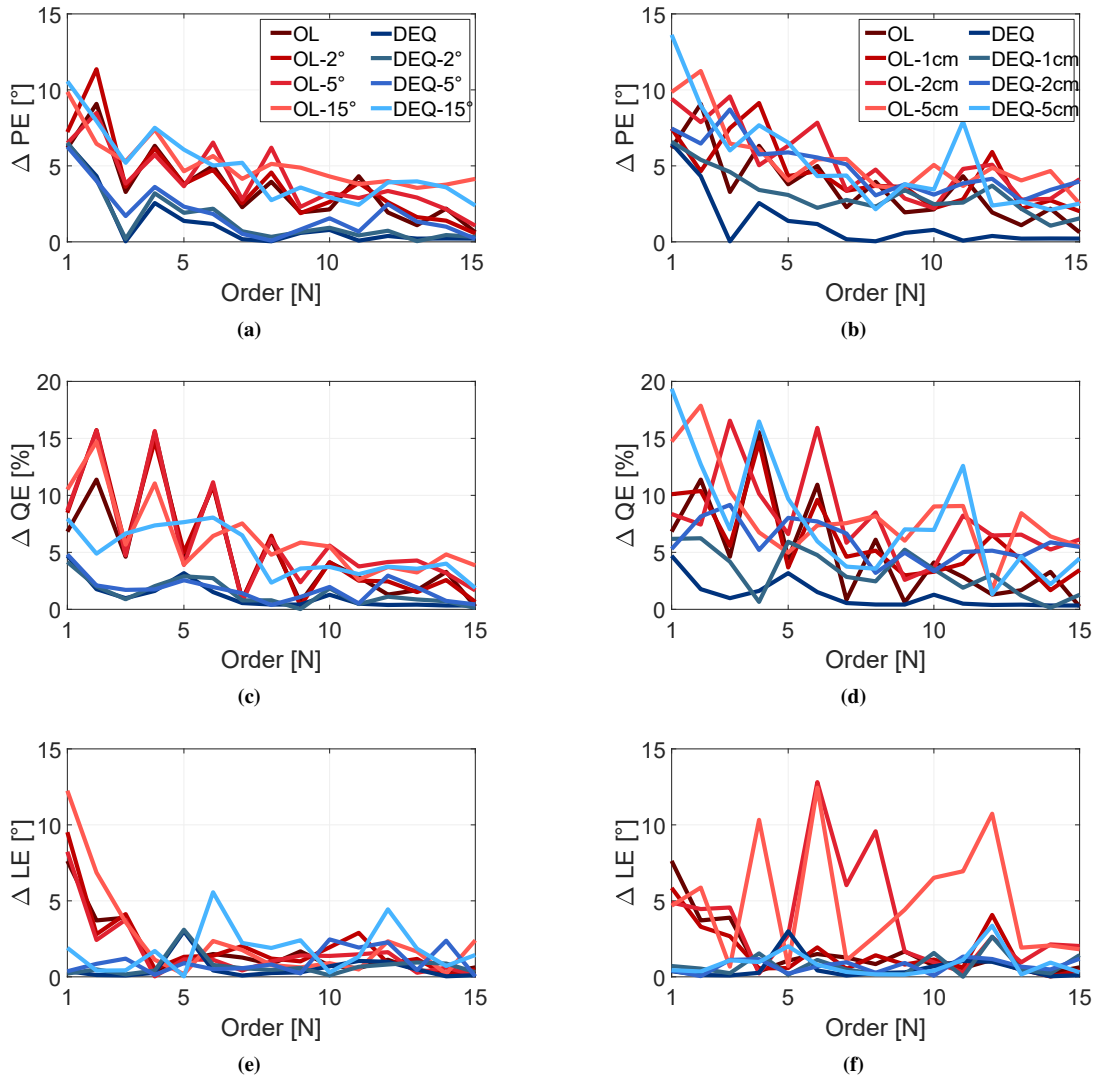 15
10
5
0
Δ PE [°]
OL DEQ
OL-2° DEQ-2°
OL-5° DEQ-5°
OL-15° DEQ-15°
1 5 10 15
Order [N]
(a)
15
10
5
0
Δ PE [°]
OL DEQ
OL-1cm DEQ-1cm
OL-2cm DEQ-2cm
OL-5cm DEQ-5cm
1 5 10 15
Order [N]
(b)
20
15
10
5
0
Δ QE [%]
1 5 10 15
Order [N]
(c)
20
15
10
5
0
Δ QE [%]
1 5 10 15
Order [N]
(d)
15
10
5
0
Δ LE [°]
1 5 10 15
Order [N]
(e)
15
10
5
0
Δ LE [°]
1 5 10 15
Order [N]
(f)